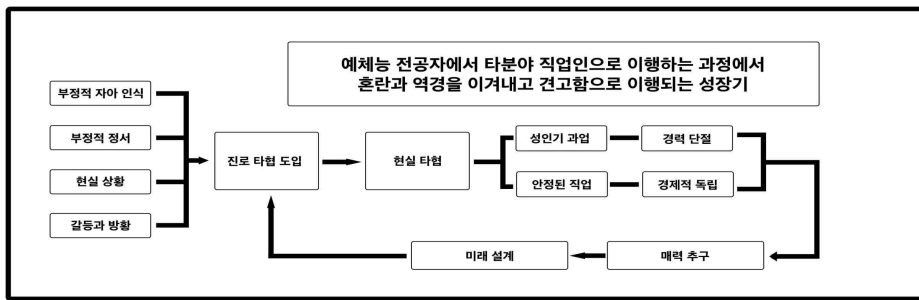 예체능 전공자에서 타분야 직업인으로 이행하는 과정에서
혼란과 역경을 이겨내고 견고함으로 이행되는 성장기
부정적 자아 인식
부정적 정서
현실 상황
갈등과 방황
진로 타협 도입
현실 타협
성인기 과업
경력 단절
안정된 직업
경제적 독립
미래 설계
매력 추구